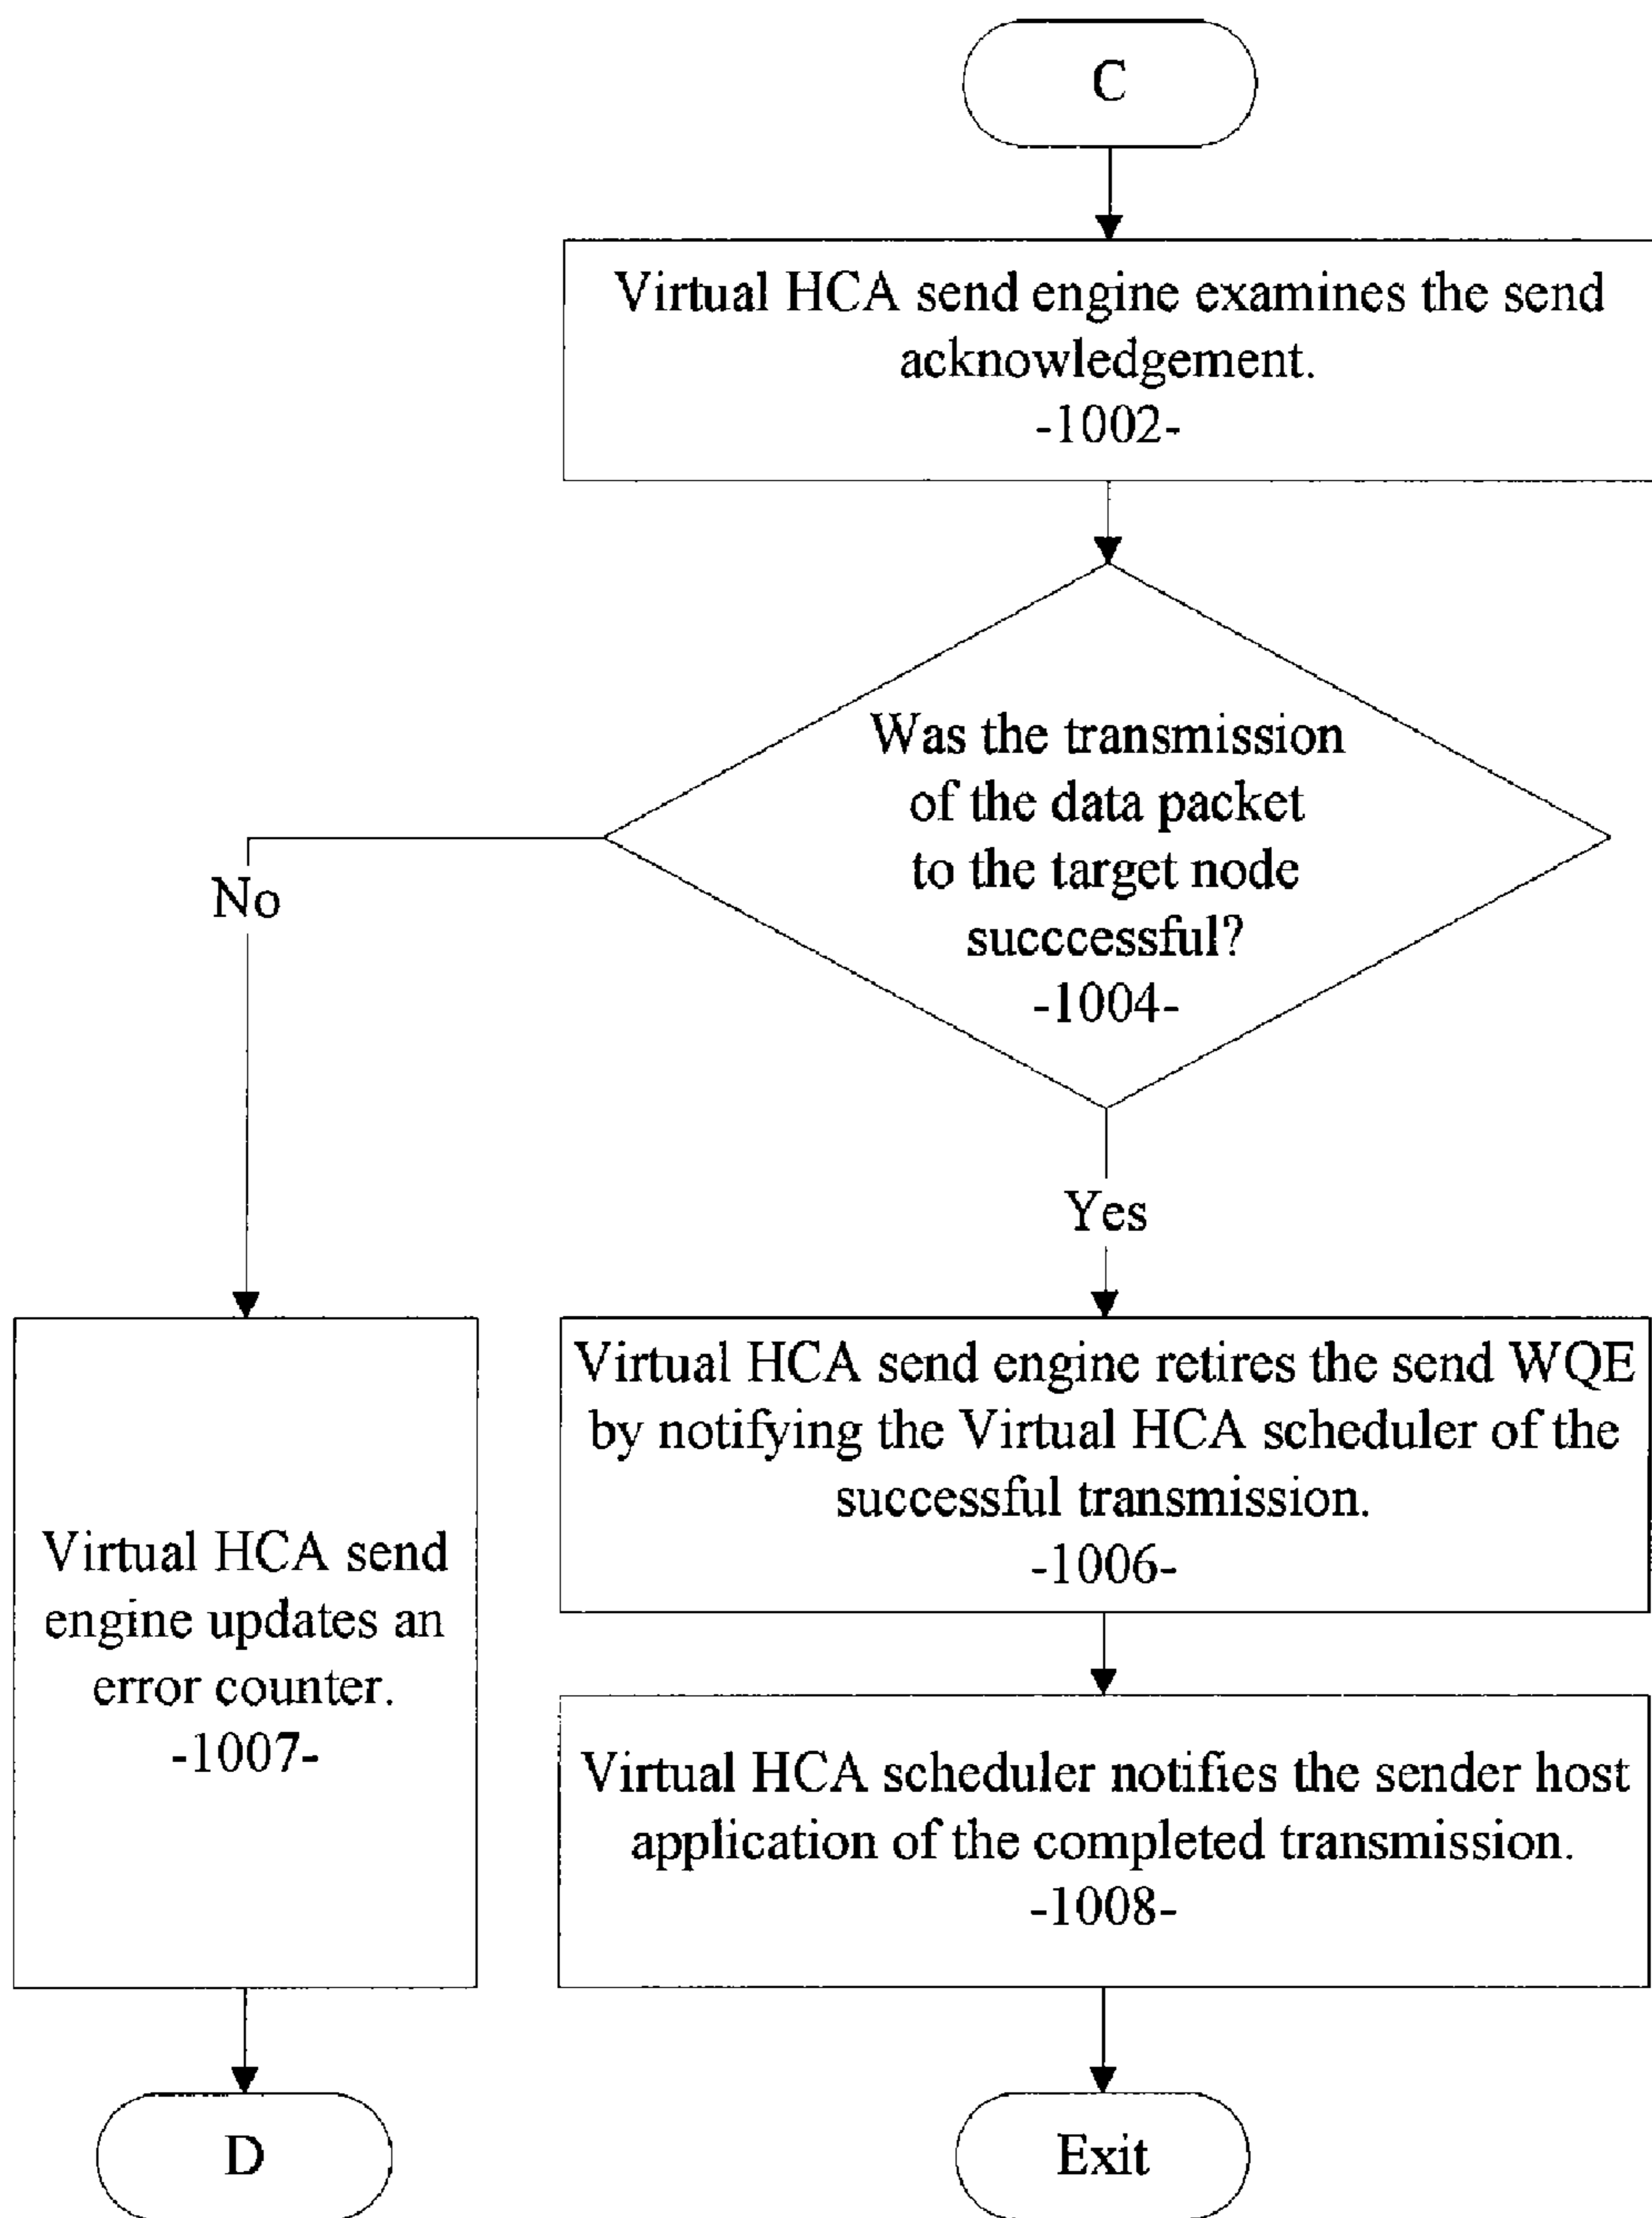 C
Virtual HCA send engine examines the send
acknowledgement.
-1002-
Was the transmission
of the data packet
to the target node
succcessful?
-1004-
No
Yes
Virtual HCA send engine retires the send WQE
by notifying the Virtual HCA scheduler of the
successful transmission.
-1006-
Virtual HCA send
engine updates an
error counter.
-1007-
Virtual HCA scheduler notifies the sender host
application of the completed transmission.
-1008-
D
Exit